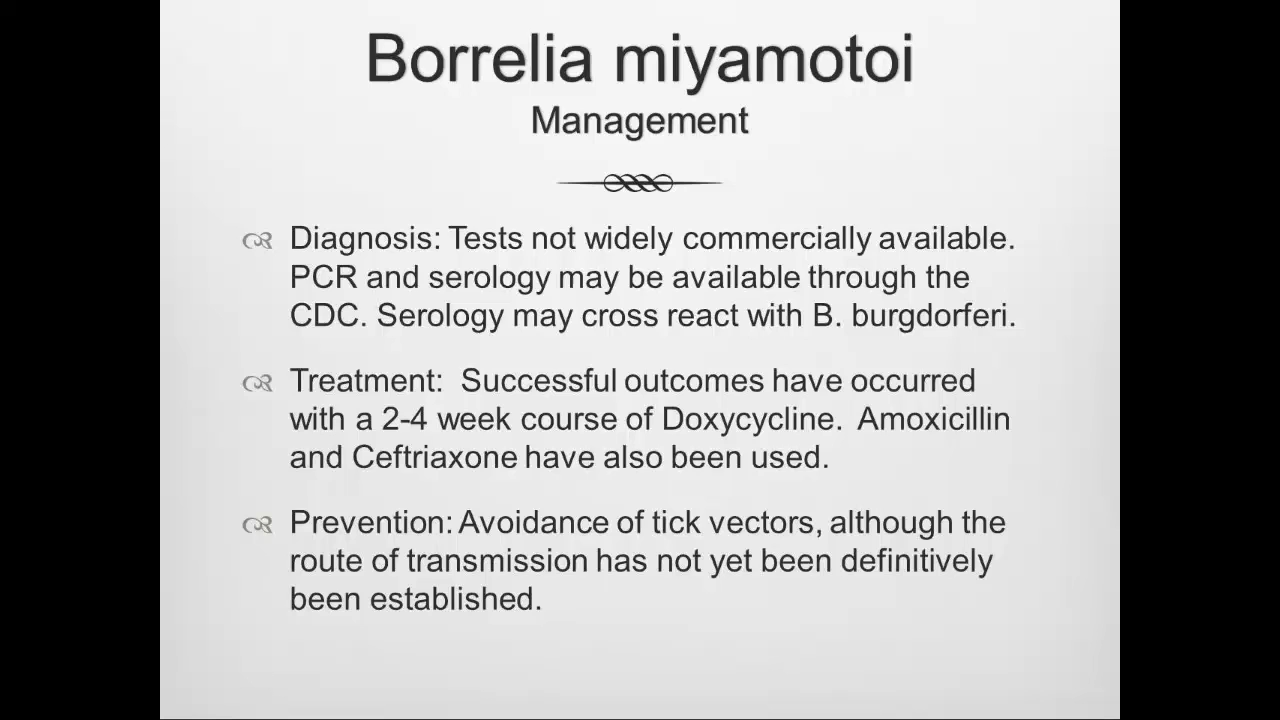 Borrelia miyamotoi
Management
Diagnosis: Tests not widely commercially available.
PCR and serology may be available through the
CDC. Serology may cross react with B. burgdorferi.
Treatment:  Successful outcomes have occurred
with a 2-4 week course of Doxycycline.  Amoxicillin
and Ceftriaxone have also been used.
Prevention: Avoidance of tick vectors, although the
route of transmission has not yet been definitively
been established.